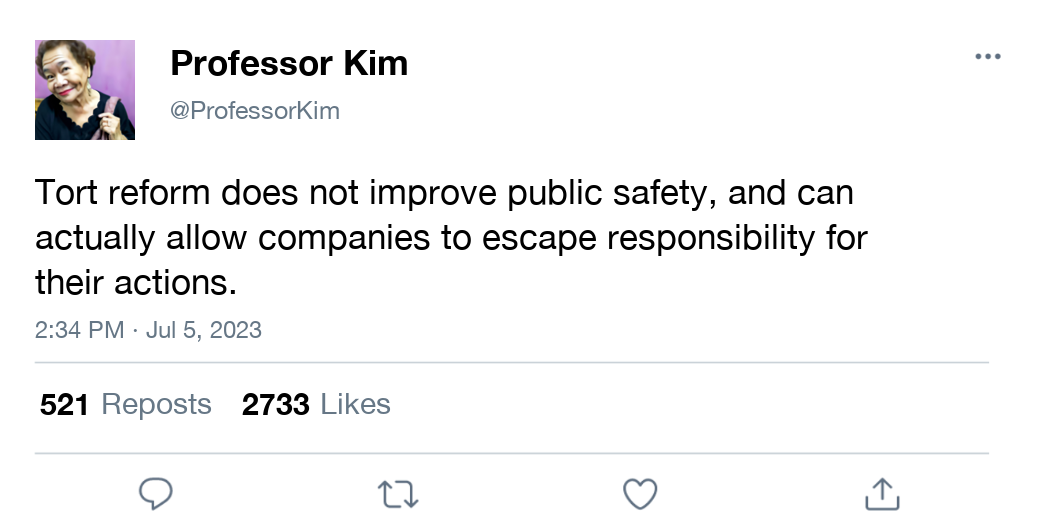 Professor Kim
@ProfessorKim
Tort reform does not improve public safety, and can
actually allow companies to escape responsibility for
their actions.
2:34 PM · Jul 5, 2023
521 Reposts 2733 Likes